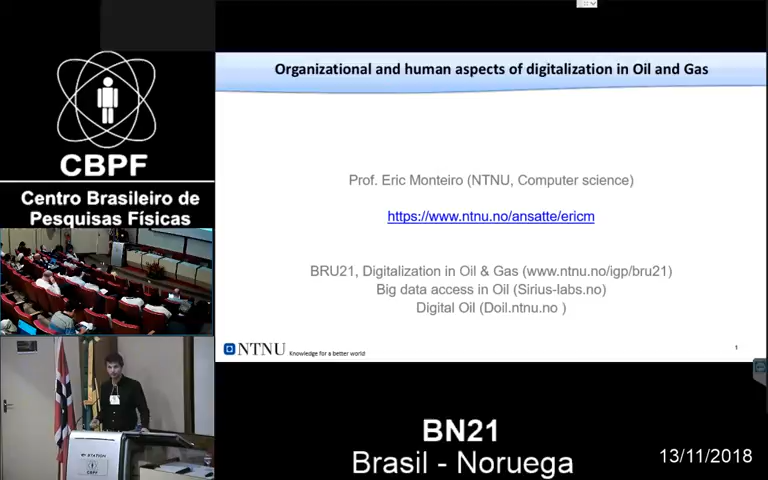 CBPF
Centro Brasileiro de
Pesquisas Físicas
Organizational and human aspects of digitalization in Oil and Gas
Prof. Eric Monteiro (NTNU, Computer science)
https://www.ntnu.no/ansatte/ericm
BRU21, Digitalization in Oil & Gas (www.ntnu.no/igp/bru21)
Big data access in Oil (Sirius-labs.no)
Digital Oil (Doil.ntnu.no )
NTNU Knowledge for a better world
1
CBPF
BN21
Brasil - Noruega
13/11/2018